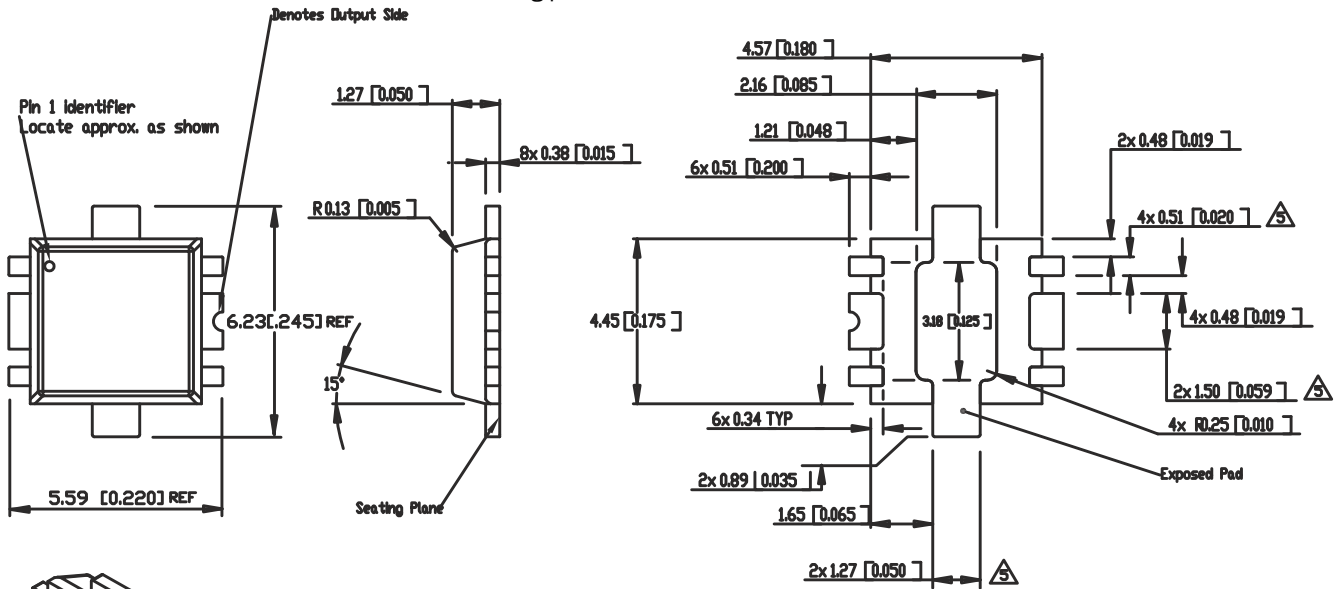 Denotes Output Side
Pin 1 identifier
Locate approx. as shown
1.27 [0.050]
8x 0.38 [0.015]
R 0.13 [0.005]
6.23[.245] REF
15°
5.59 [0.220] REF
Seating Plane
4.57 [0.180]
2.16 [0.085]
1.21 [0.048]
6x 0.51 [0.200]
2x 0.48 [0.019]
4x 0.51 [0.020] 5
4.45 [0.175]
3.18 [0.125]
4x 0.48 [0.019]
2x 1.50 [0.059] 5
6x 0.34 TYP
4x R0.25 [0.010]
2x 0.89 [0.035]
Exposed Pad
1.65 [0.065]
2x 1.27 [0.050] 5